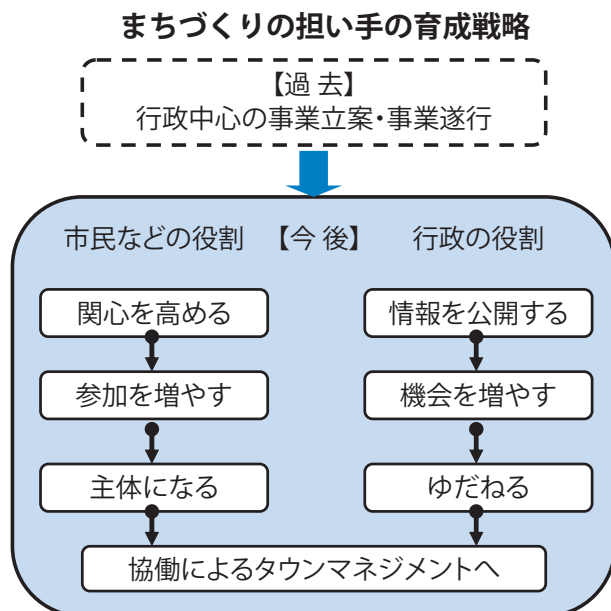 まちづくりの担い手の育成戦略
【過 去】
行政中心の事業立案・事業遂行
市民などの役割 【今 後】 行政の役割
関心を高める
情報を公開する
参加を増やす
機会を増やす
主体になる
ゆだねる
協働によるタウンマネジメントへ